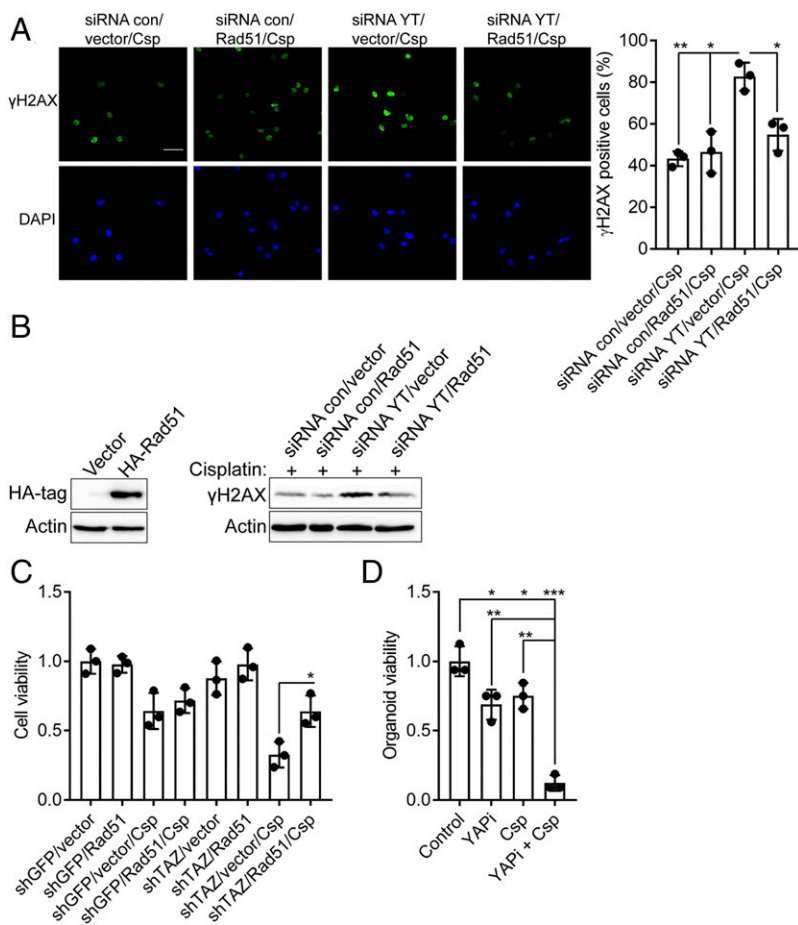 A
siRNA con/ siRNA con/ siRNA YT/ siRNA YT/
vector/Csp Rad51/Csp vector/Csp Rad51/Csp
γH2AX
DAPI
γH2AX positive cells (%)
100
80
60
40
20
0
** * *
siRNA con/vector/Csp
siRNA con/Rad51/Csp
siRNA YT/vector/Csp
siRNA YT/Rad51/Csp
B
Vector
HA-Rad51
HA-tag
Actin
siRNA con/vector
siRNA con/Rad51
siRNA YT/vector
siRNA YT/Rad51
Cisplatin: + + + +
γH2AX
Actin
C
Cell viability
1.5
1.0
0.5
0.0
*
shGFP/vector
shGFP/Rad51
shGFP/vector/Csp
shGFP/Rad51/Csp
shTAZ/vector
shTAZ/Rad51
shTAZ/vector/Csp
shTAZ/Rad51/Csp
D
Organoid viability
1.5
1.0
0.5
0.0
* * ***
**
**
Control
YAPi
Csp
YAPi + Csp